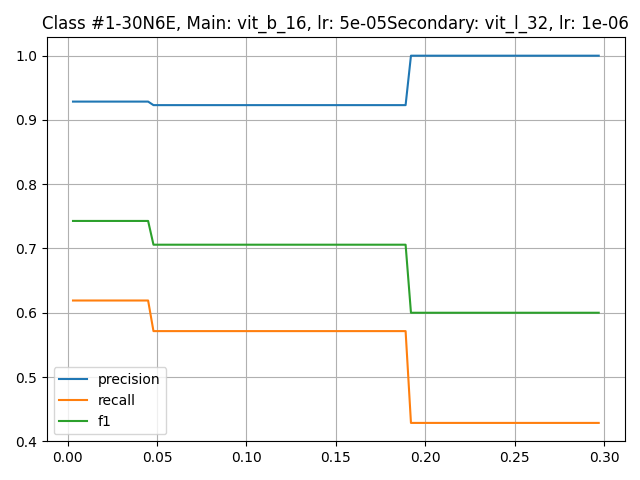 Class #1-30N6E, Main: vit_b_16, lr: 5e-05Secondary: vit_l_32, lr: 1e-06
1.0
0.9
0.8
0.7
0.6
0.5
0.4
precision
recall
f1
0.00 0.05 0.10 0.15 0.20 0.25 0.30